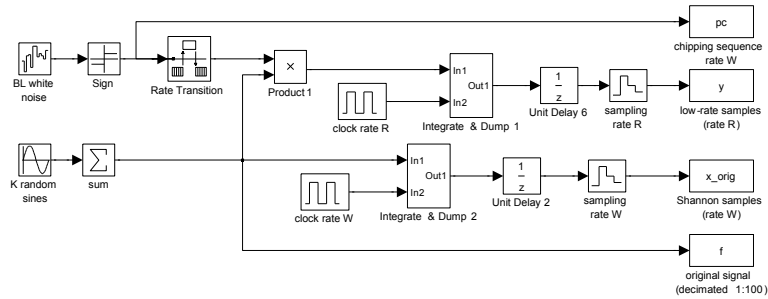 pc
chipping sequence
rate W
BL white
noise
Sign
Rate Transition
×
Product 1
In1
In2
Out1
Integrate & Dump 1
clock rate R
1
z
Unit Delay 6
sampling
rate R
y
low-rate samples
(rate R)
K random
sines
Σ
sum
clock rate W
In1
In2
Out1
Integrate & Dump 2
1
z
Unit Delay 2
sampling
rate W
x_orig
Shannon samples
(rate W)
f
original signal
(decimated 1:100)